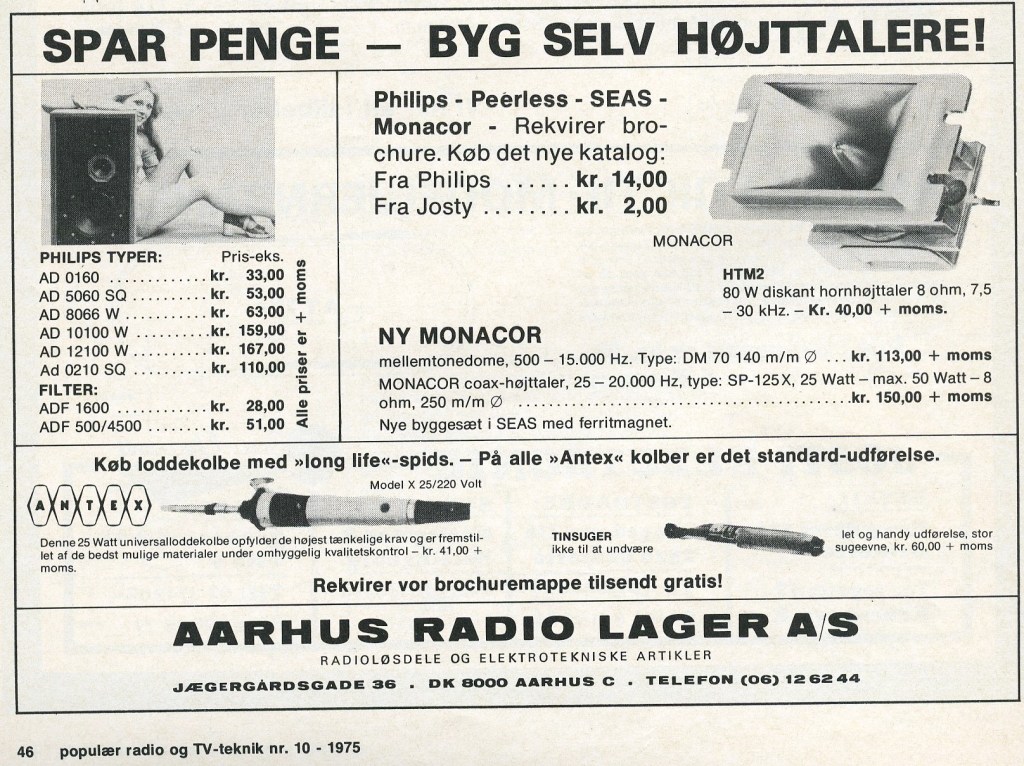 SPAR PENGE — BYG SELV HØJTTALERE!
Philips - Peerless - SEAS -
Monacor - Rekvirer bro-
chure. Køb det nye katalog:
Fra Philips ...... kr. 14,00
Fra Josty ........ kr. 2,00
MONACOR
HTM2
80 W diskant hornhøjttaler 8 ohm, 7,5
– 30 kHz. – Kr. 40,00 + moms.
PHILIPS TYPER: Pris-eks.
AD 0160 ............ kr. 33,00
AD 5060 SQ ......... kr. 53,00
AD 8066 W .......... kr. 63,00
AD 10100 W ......... kr. 159,00
AD 12100 W ......... kr. 167,00
Ad 0210 SQ ......... kr. 110,00
FILTER:
ADF 1600 ........... kr. 28,00
ADF 500/4500 ....... kr. 51,00
Alle priser er + moms
NY MONACOR
mellemtonedome, 500 – 15.000 Hz. Type: DM 70 140 m/m Ø ... kr. 113,00 + moms
MONACOR coax-højttaler, 25 – 20.000 Hz, type: SP-125X, 25 Watt – max. 50 Watt – 8
ohm, 250 m/m Ø ................................................kr. 150,00 + moms
Nye byggesæt i SEAS med ferritmagnet.
Køb loddekolbe med »long life«-spids. – På alle »Antex« kolber er det standard-udførelse.
ANTEX
Model X 25/220 Volt
Denne 25 Watt universalloddekolbe opfylder de højest tænkelige krav og er fremstil-
let af de bedst mulige materialer under omhyggelig kvalitetskontrol – kr. 41,00 +
moms.
TINSUGER
ikke til at undvære
let og handy udførelse, stor
sugeevne, kr. 60,00 + moms
Rekvirer vor brochuremappe tilsendt gratis!
AARHUS RADIO LAGER A/S
RADIOLØSDELE OG ELEKTROTEKNISKE ARTIKLER
JÆGERGÅRDSGADE 36 . DK 8000 AARHUS C . TELEFON (06) 12 62 44
46 populær radio og TV-teknik nr. 10 - 1975